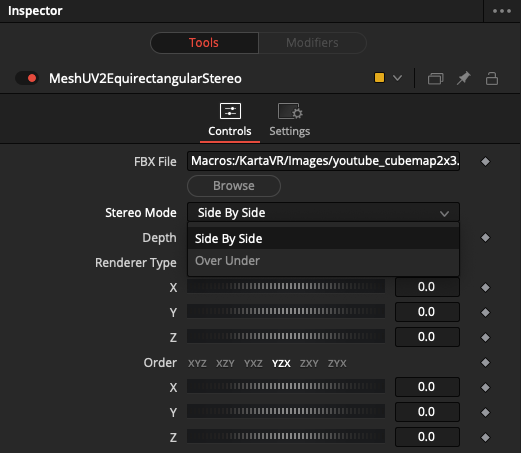 Inspector
Tools Modifiers
MeshUV2EquirectangularStereo
Controls Settings
FBX File Macros:/KartaVR/Images/youtube_cubemap2x3.
Browse
Stereo Mode Side By Side
Depth Side By Side
Renderer Type Over Under
X 0.0
Y 0.0
Z 0.0
Order XYZ XZY YXZ YZX ZXY ZYX
X 0.0
Y 0.0
Z 0.0